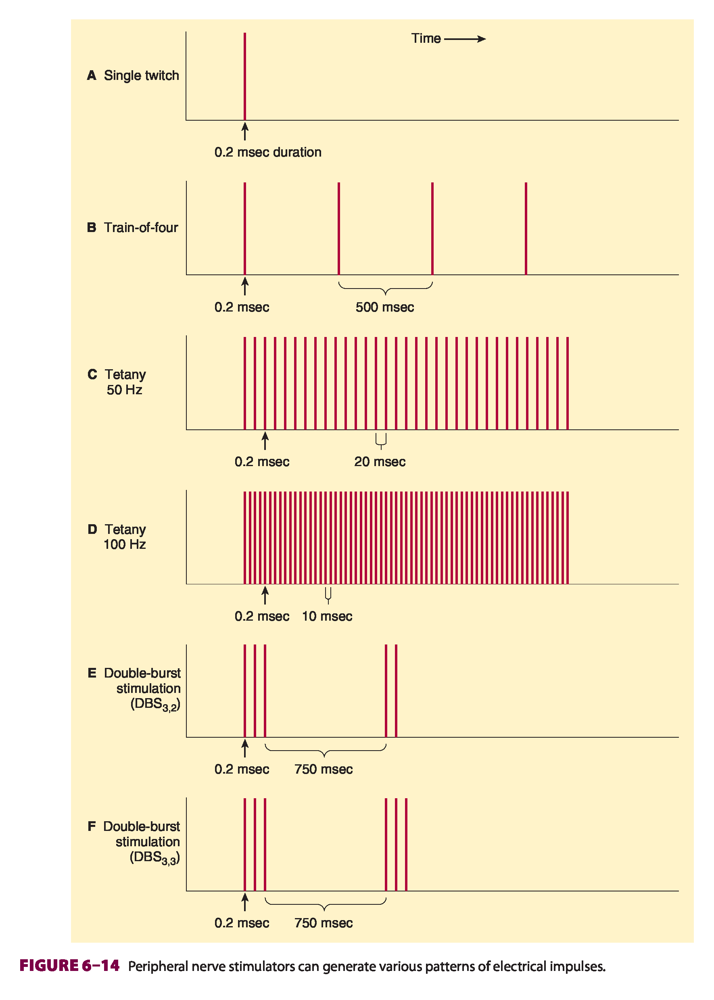 Time
A Single twitch
0.2 msec duration
B Train-of-four
0.2 msec
500 msec
C Tetany
50 Hz
0.2 msec
20 msec
D Tetany
100 Hz
0.2 msec
10 msec
E Double-burst
stimulation
(DBS3,2)
0.2 msec
750 msec
F Double-burst
stimulation
(DBS3,3)
0.2 msec
750 msec
FIGURE 6–14 Peripheral nerve stimulators can generate various patterns of electrical impulses.